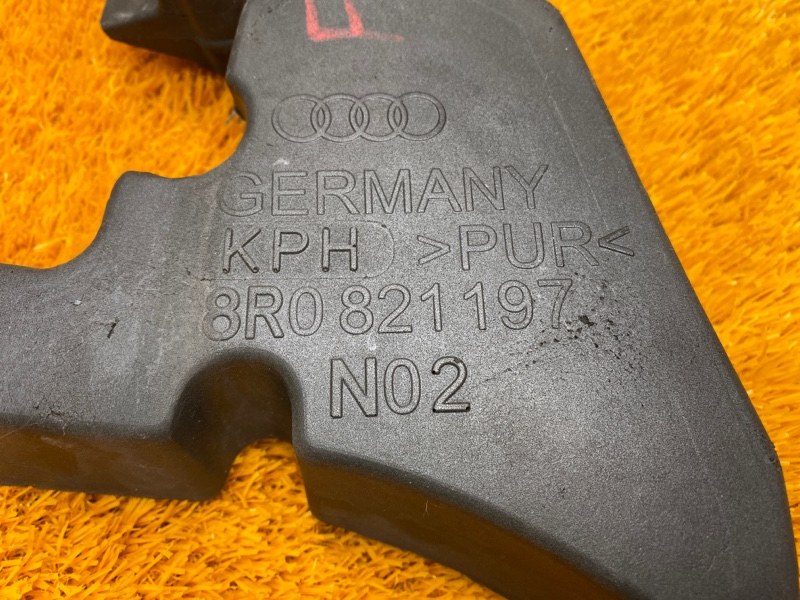 GERMANY
KPH >PUR<
8R0 821 197
N02